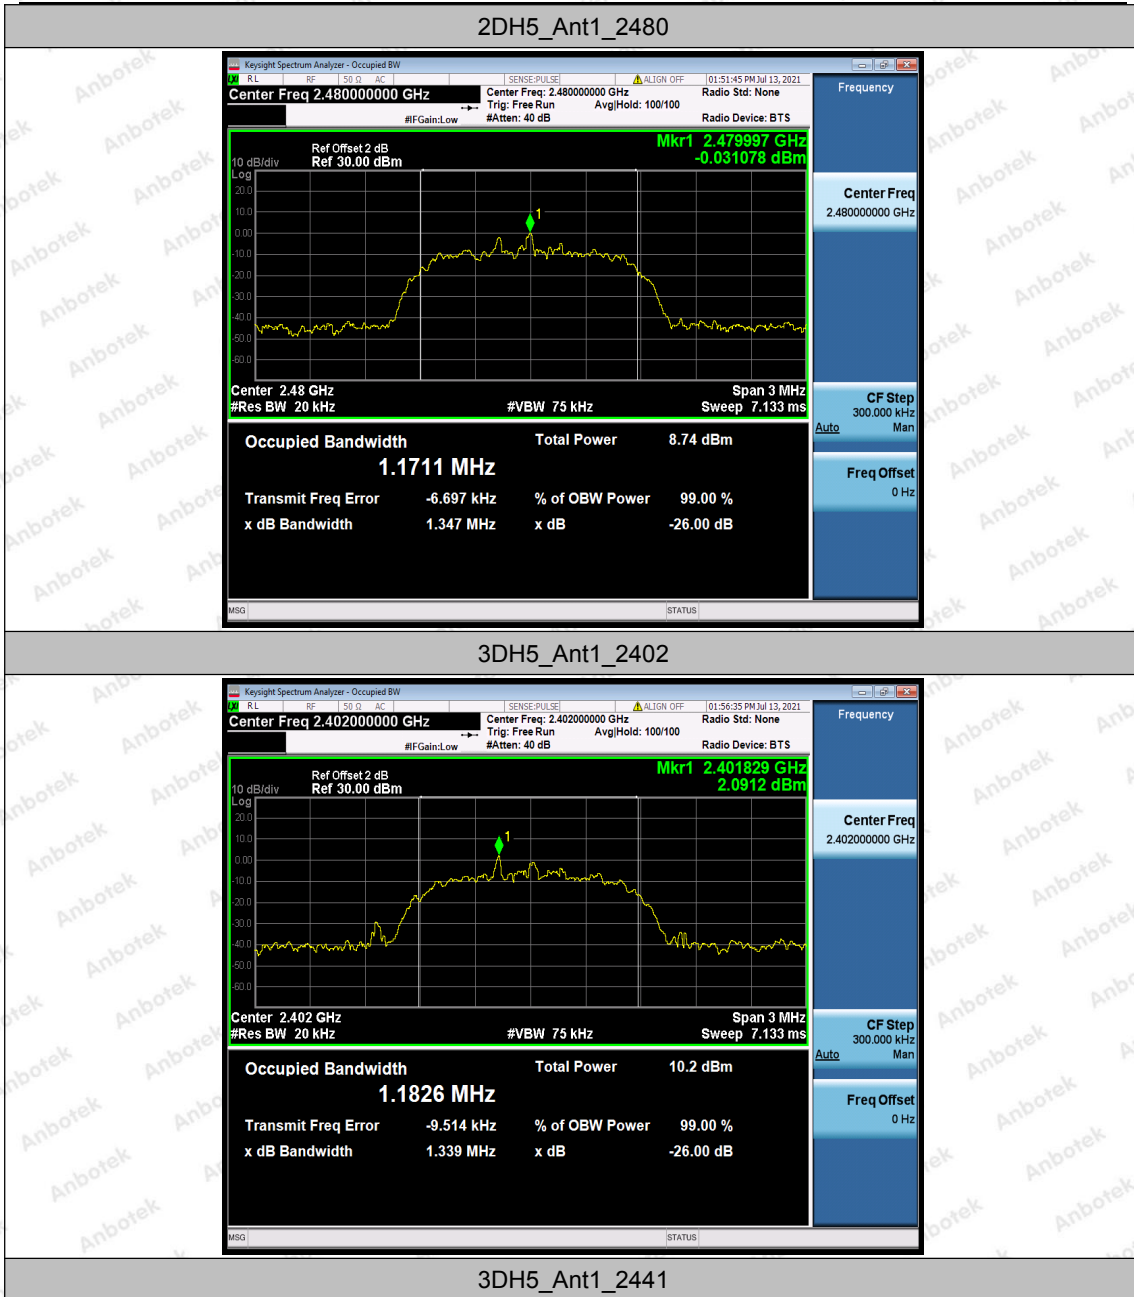 2DH5_Ant1_2480
Keysight Spectrum Analyzer - Occupied BW
RL RF 50 Ω AC SENSE:PULSE ALIGN OFF 01:51:45 PM Jul 13, 2021
Center Freq 2.480000000 GHz
Center Freq: 2.480000000 GHz Radio Std: None
Trig: Free Run Avg|Hold: 100/100
#IFGain:Low #Atten: 40 dB Radio Device: BTS
Frequency
Mkr1 2.479997 GHz
-0.031078 dBm
Ref Offset 2 dB
10 dB/div Ref 30.00 dBm
Log
20.0
10.0
0.00
-10.0
-20.0
-30.0
-40.0
-50.0
-60.0
1
Center 2.48 GHz Span 3 MHz
#Res BW 20 kHz #VBW 75 kHz Sweep 7.133 ms
Center Freq
2.480000000 GHz
CF Step
300.000 kHz
Auto Man
Freq Offset
0 Hz
Occupied Bandwidth Total Power 8.74 dBm
1.1711 MHz
Transmit Freq Error -6.697 kHz % of OBW Power 99.00 %
x dB Bandwidth 1.347 MHz x dB -26.00 dB
MSG STATUS
3DH5_Ant1_2402
Keysight Spectrum Analyzer - Occupied BW
RL RF 50 Ω AC SENSE:PULSE ALIGN OFF 01:56:35 PM Jul 13, 2021
Center Freq 2.402000000 GHz
Center Freq: 2.402000000 GHz Radio Std: None
Trig: Free Run Avg|Hold: 100/100
#IFGain:Low #Atten: 40 dB Radio Device: BTS
Frequency
Mkr1 2.401829 GHz
2.0912 dBm
Ref Offset 2 dB
10 dB/div Ref 30.00 dBm
Log
20.0
10.0
0.00
-10.0
-20.0
-30.0
-40.0
-50.0
-60.0
1
Center 2.402 GHz Span 3 MHz
#Res BW 20 kHz #VBW 75 kHz Sweep 7.133 ms
Center Freq
2.402000000 GHz
CF Step
300.000 kHz
Auto Man
Freq Offset
0 Hz
Occupied Bandwidth Total Power 10.2 dBm
1.1826 MHz
Transmit Freq Error -9.514 kHz % of OBW Power 99.00 %
x dB Bandwidth 1.339 MHz x dB -26.00 dB
MSG STATUS
3DH5_Ant1_2441